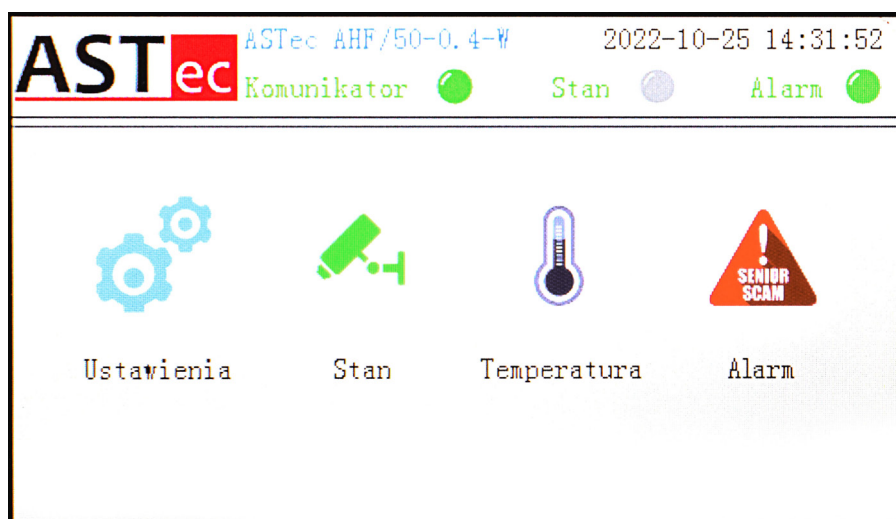 ASTec
ASTec AHF/50-0.4-W 2022-10-25 14:31:52
Komunikator Stan Alarm
!
SENIOR
SCAM
Ustawienia Stan Temperatura Alarm